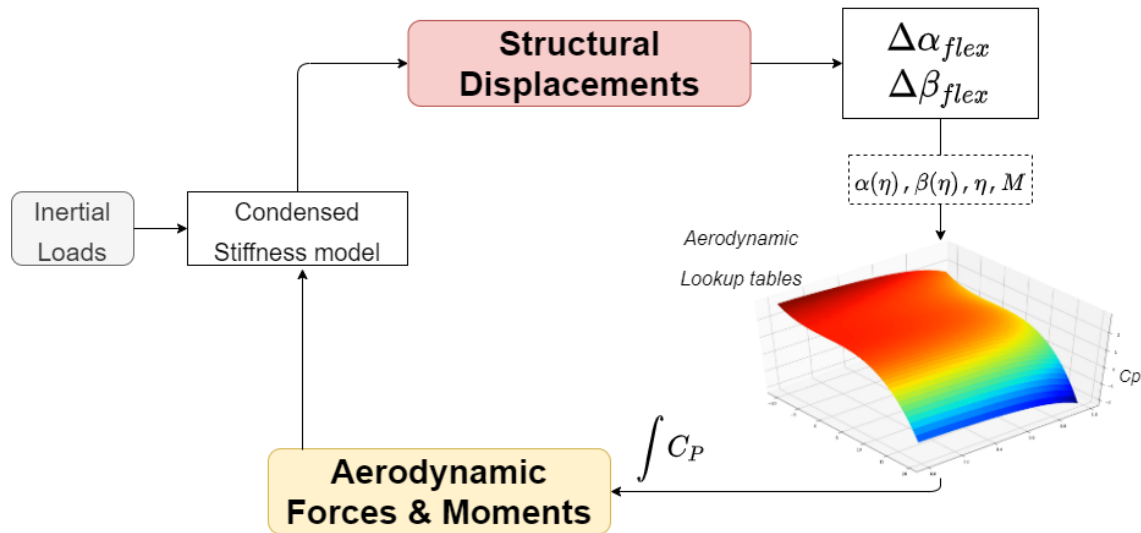 Structural
Displacements
Δα_flex
Δβ_flex
α(η) , β(η) , η , M
Inertial
Loads
Condensed
Stiffness model
Aerodynamic
Lookup tables
Cp
∫ C_P
Aerodynamic
Forces & Moments